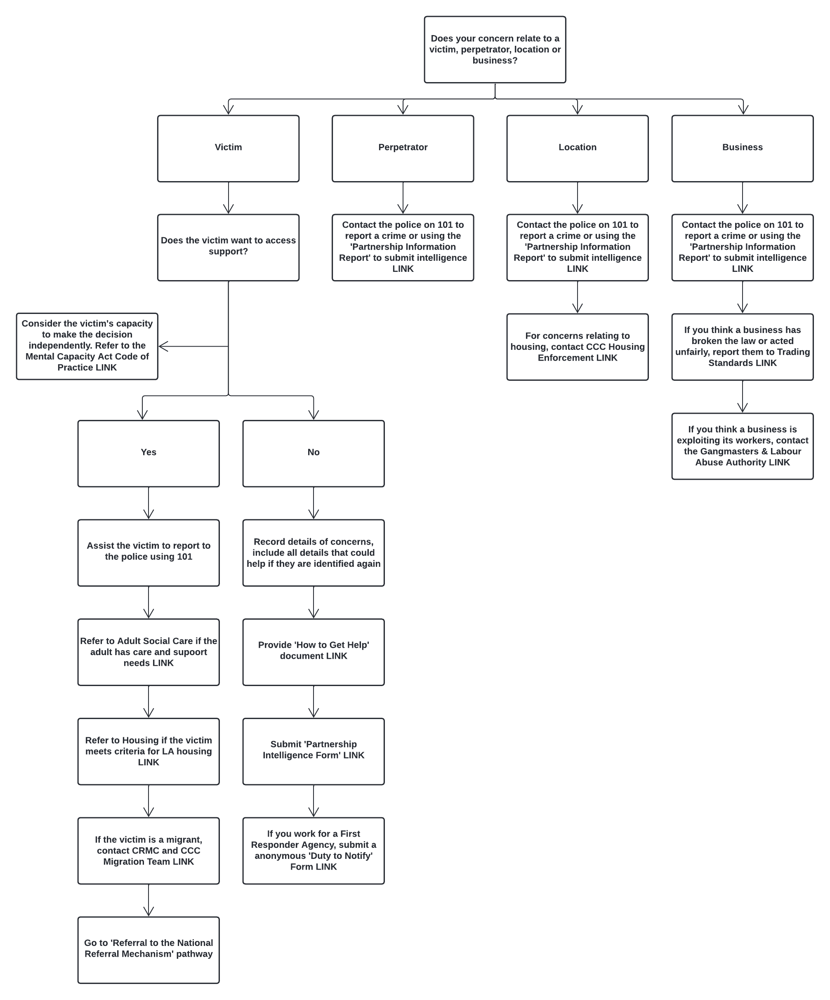 Does your concern relate to a
victim, perpetrator, location or
business?
Victim
Perpetrator
Location
Business
Does the victim want to access
support?
Contact the police on 101 to
report a crime or using the
'Partnership Information
Report' to submit intelligence
LINK
Contact the police on 101 to
report a crime or using the
'Partnership Information
Report' to submit intelligence
LINK
Contact the police on 101 to
report a crime or using the
'Partnership Information
Report' to submit intelligence
LINK
Consider the victim's capacity
to make the decision
independently. Refer to the
Mental Capacity Act Code of
Practice LINK
For concerns relating to
housing, contact CCC Housing
Enforcement LINK
If you think a business has
broken the law or acted
unfairly, report them to Trading
Standards LINK
If you think a business is
exploiting its workers, contact
the Gangmasters & Labour
Abuse Authority LINK
Yes
No
Assist the victim to report to
the police using 101
Record details of concerns,
include all details that could
help if they are identified again
Refer to Adult Social Care if the
adult has care and supoort
needs LINK
Provide 'How to Get Help'
document LINK
Refer to Housing if the victim
meets criteria for LA housing
LINK
Submit 'Partnership
Intelligence Form' LINK
If the victim is a migrant,
contact CRMC and CCC
Migration Team LINK
If you work for a First
Responder Agency, submit a
anonymous 'Duty to Notify'
Form LINK
Go to 'Referral to the National
Referral Mechanism' pathway